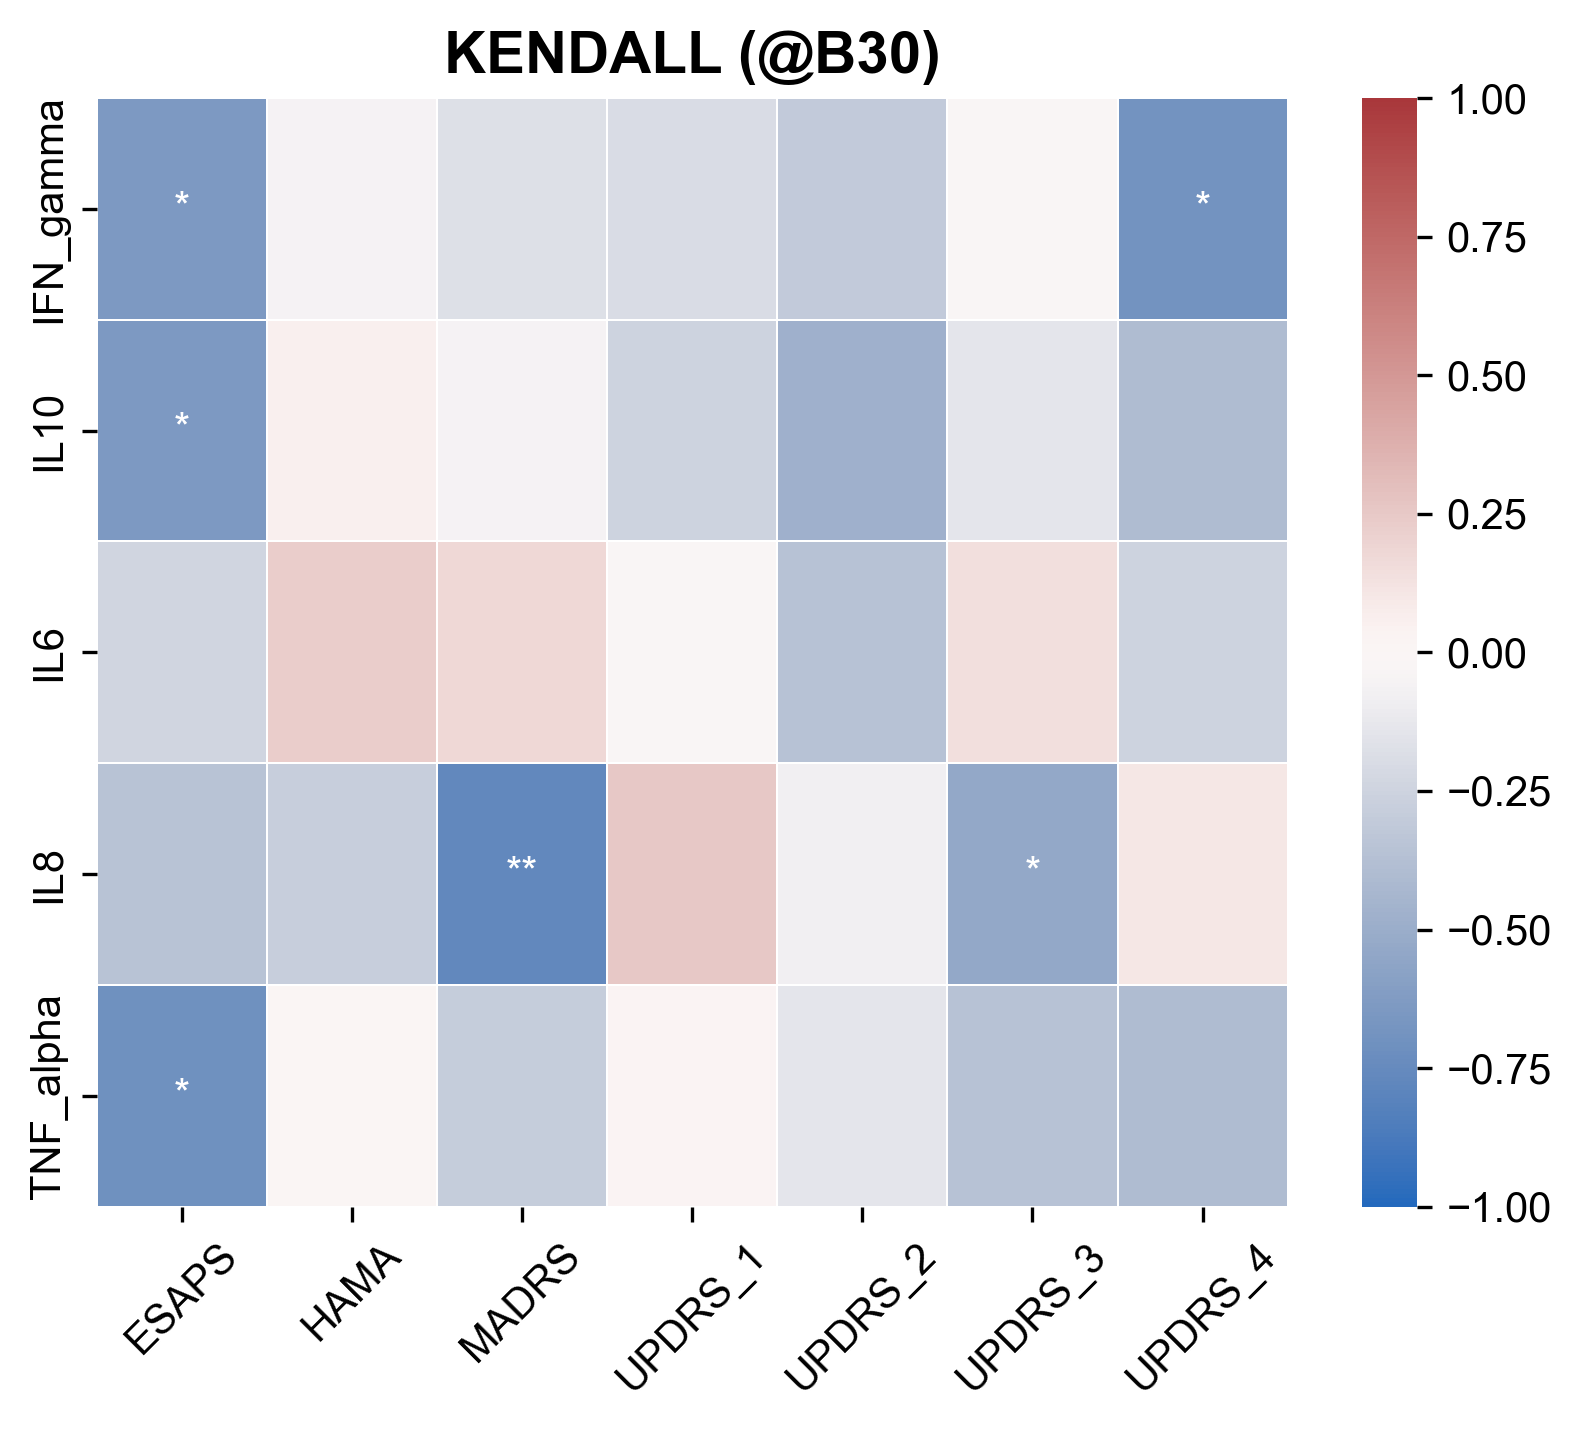 KENDALL (@B30)
IFN_gamma
*
*
IL10
*
IL6
IL8
**
*
TNF_alpha
*
ESAPS
HAMA
MADRS
UPDRS_1
UPDRS_2
UPDRS_3
UPDRS_4
1.00
0.75
0.50
0.25
0.00
−0.25
−0.50
−0.75
−1.00